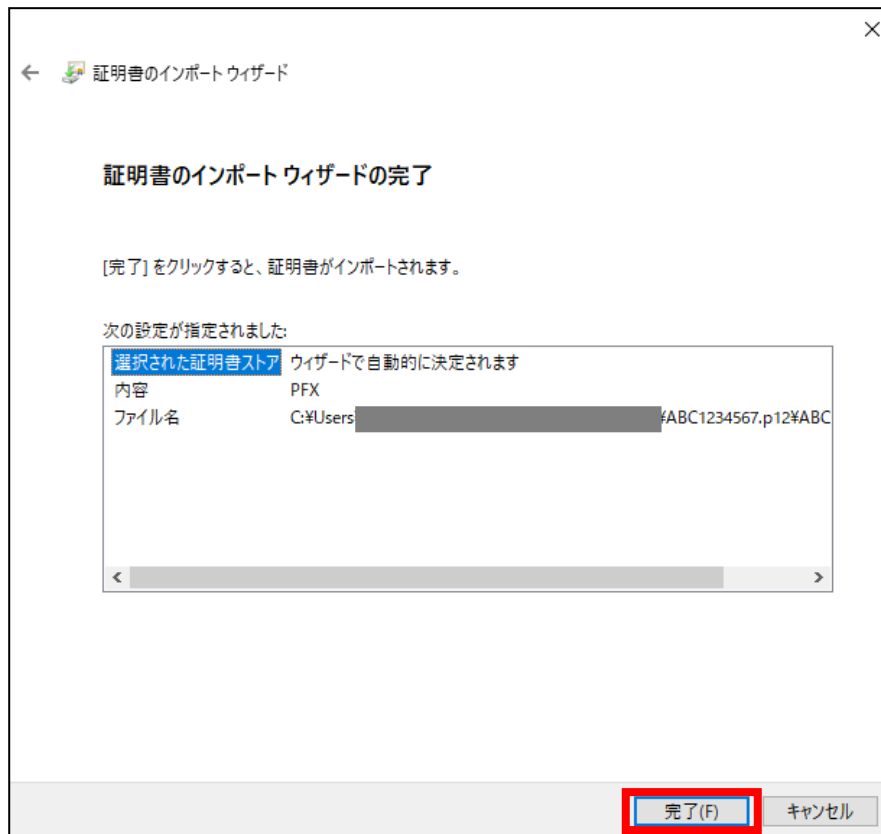 証明書のインポート ウィザード
証明書のインポート ウィザードの完了
[完了] をクリックすると、証明書がインポートされます。
次の設定が指定されました:
選択された証明書ストア ウィザードで自動的に決定されます
内容 PFX
ファイル名 C:¥Users ¥ABC1234567.p12¥ABC
完了(F) キャンセル